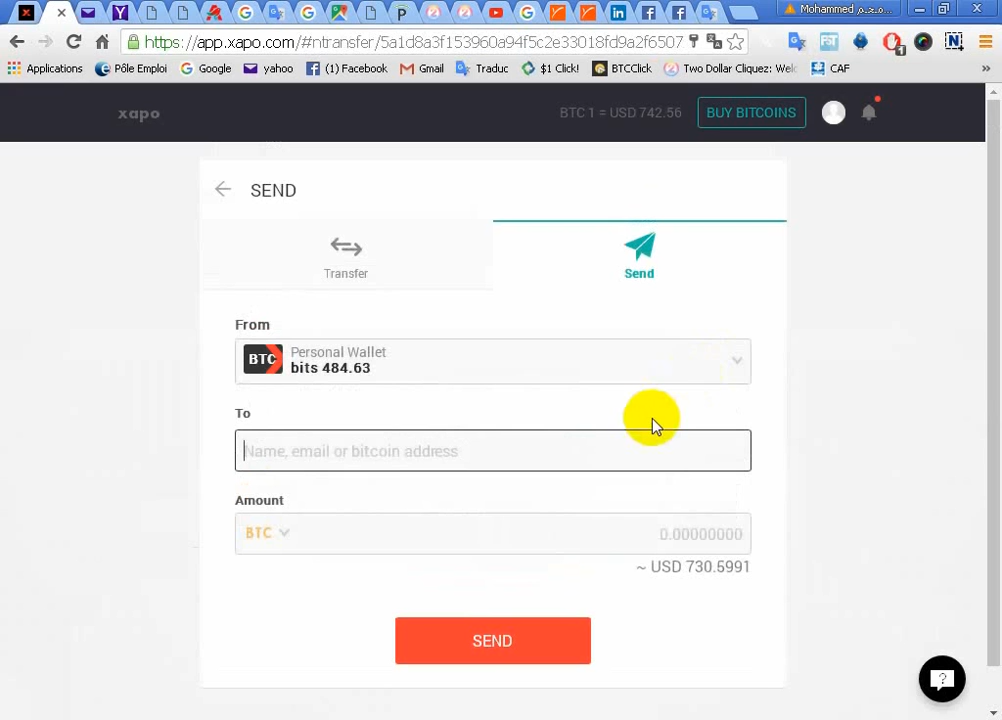 Mohammed
https://app.xapo.com/#ntransfer/5a1d8a3f153960a94f5c2e33018fd9a2f6507
Applications Pôle Emploi Google yahoo (1) Facebook Gmail Traduc $1 Click! BTCClick Two Dollar Cliquez: Welc CAF »
xapo BTC 1 = USD 742.56 BUY BITCOINS
SEND
Transfer Send
From
BTC Personal Wallet
bits 484.63
To
Name, email or bitcoin address
Amount
BTC 0.00000000
~ USD 730.5991
SEND